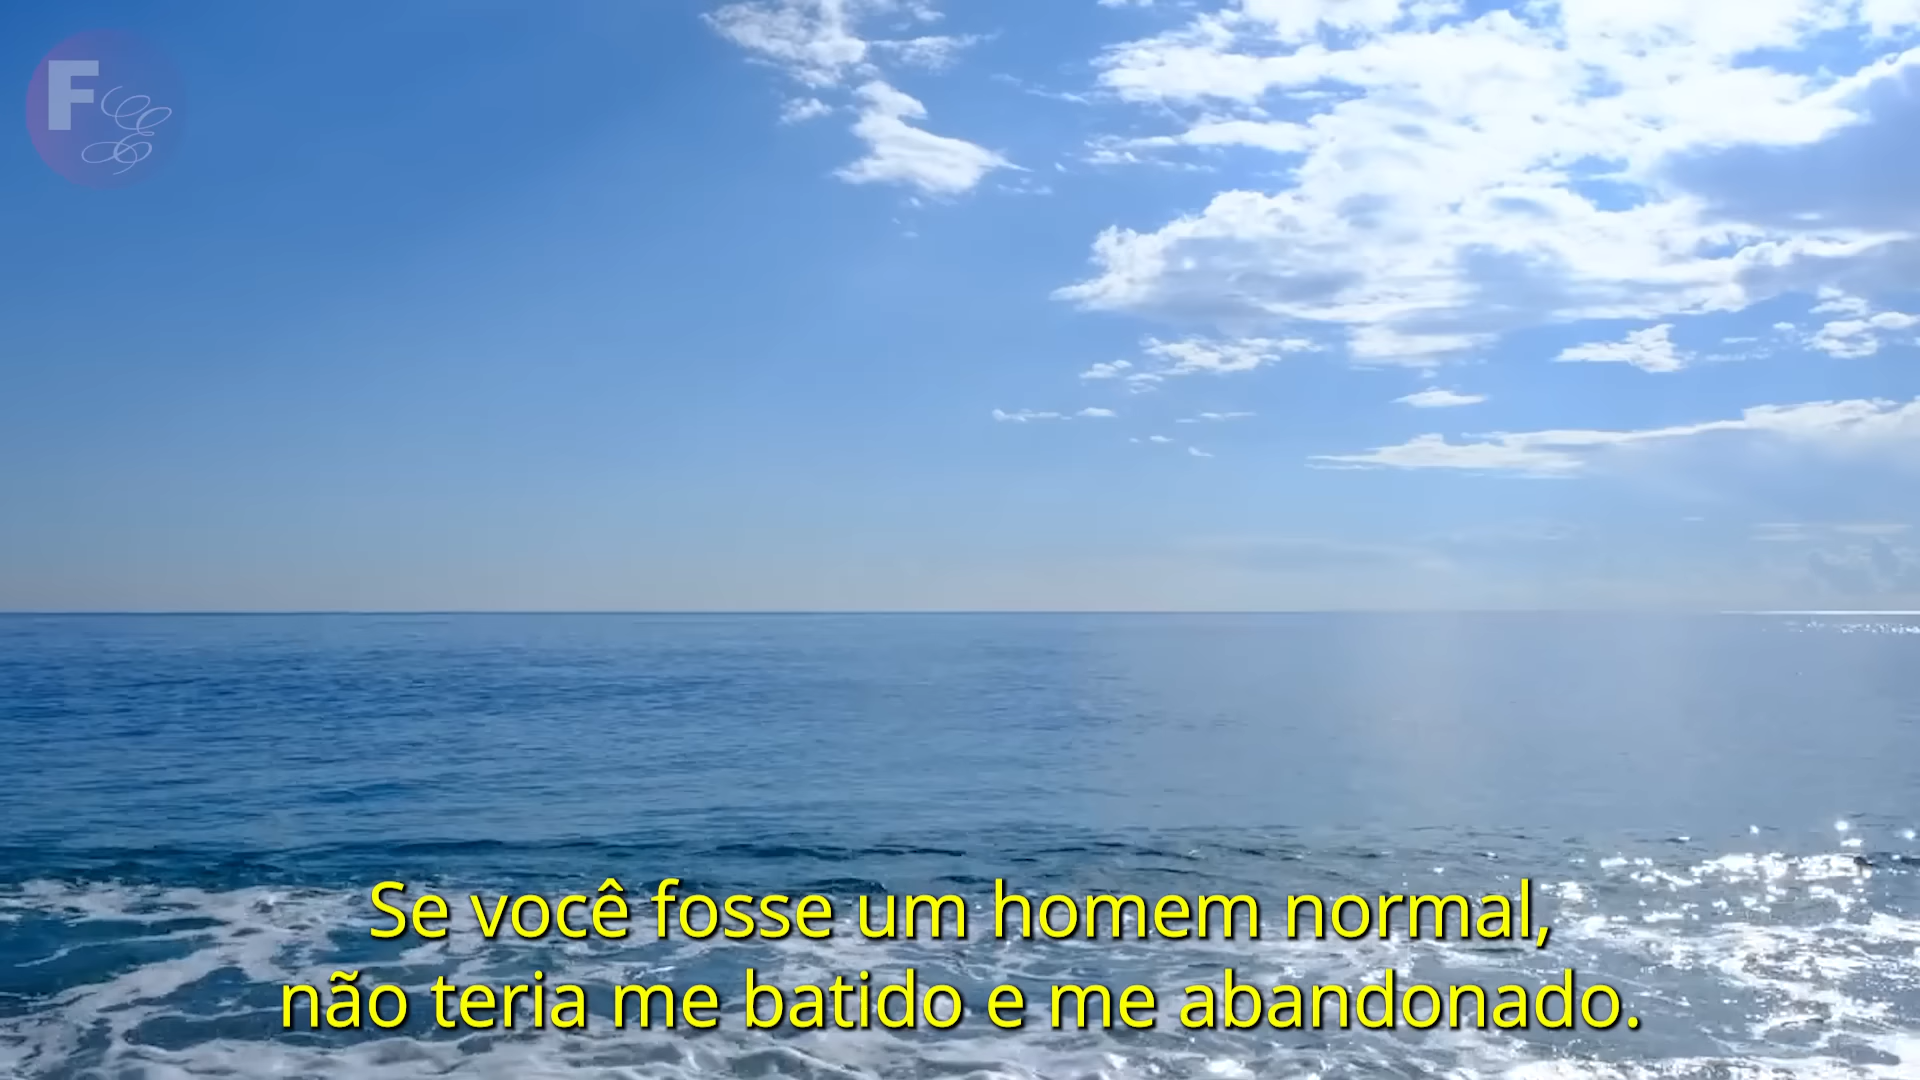 F
Se você fosse um homem normal,
não teria me batido e me abandonado.